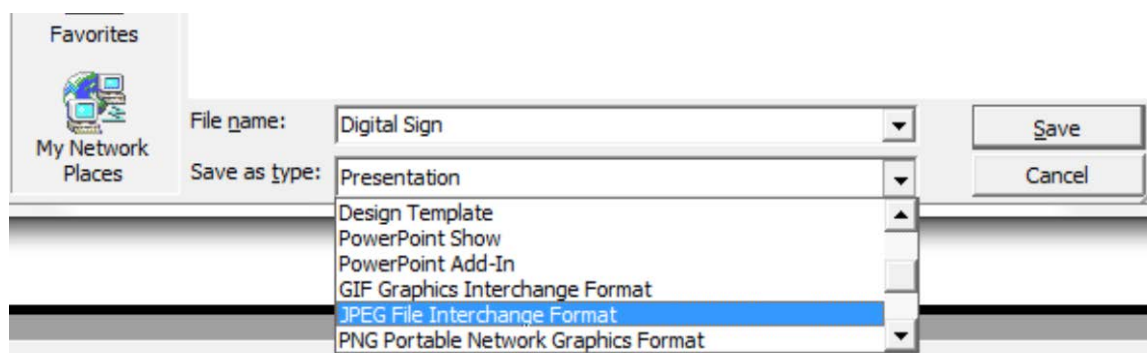 Favorites
My Network
Places
File name:
Digital Sign
Save
Save as type:
Presentation
Cancel
Design Template
PowerPoint Show
PowerPoint Add-In
GIF Graphics Interchange Format
JPEG File Interchange Format
PNG Portable Network Graphics Format